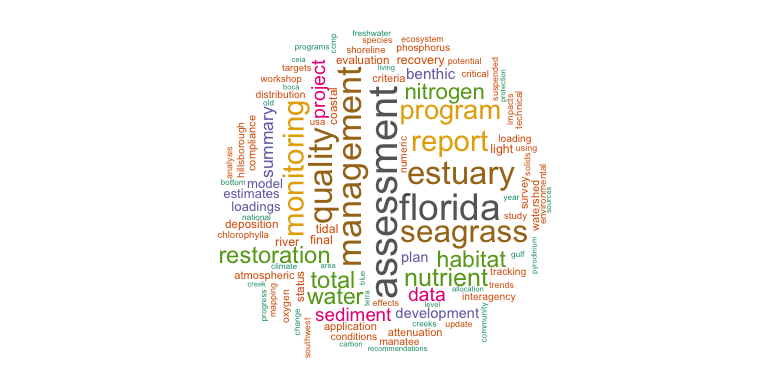 freshwater
species
ecosystem
programs
ccmp
shoreline
phosphorus
ceia
evaluation
recovery
potential
targets
project
living
benthic
critical
suspended
workshop
criteria
protection
boca
coastal
management
nitrogen
distribution
assessment
program
impacts
technical
old
usa
monitoring
quality
summary
compliance
hillsborough
analysis
numeric
report
loading
light
using
solids
bottom
model
estuary
survey
watershed
environmental
sources
estimates
year
loadings
florida
study
national
deposition
tidal
seagrass
chlorophylla
river
final
restoration
plan
habitat
gulf
pyrodinium
climate
area
atmospheric
status
total
blue
nutrient
tracking
creek
water
data
allocation
trends
progress
mapping
oxygen
terra
effects
level
interagency
change
sediment
development
community
southwest
application
creeks
update
conditions
attenuation
carbon
manatee
recommendations